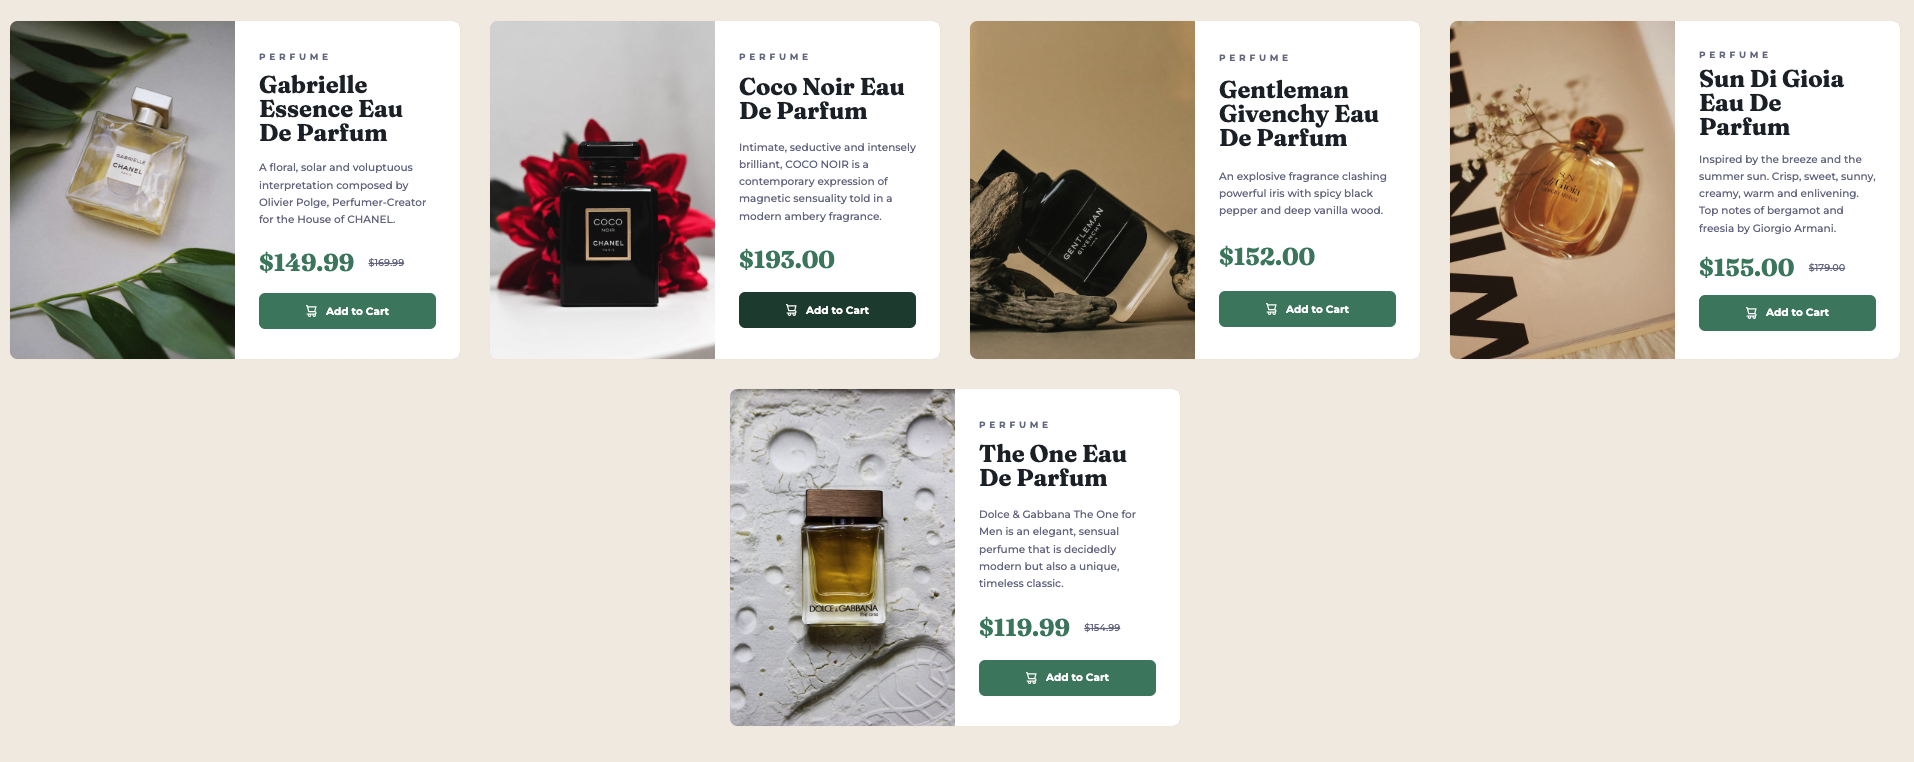 PERFUME
Gabrielle
Essence Eau
De Parfum
A floral, solar and voluptuous
interpretation composed by
Olivier Polge, Perfumer-Creator
for the House of CHANEL.
$149.99 $169.99
Add to Cart
GABRIELLE
CHANEL
PARIS
PERFUME
Coco Noir Eau
De Parfum
Intimate, seductive and intensely
brilliant, COCO NOIR is a
contemporary expression of
magnetic sensuality told in a
modern ambery fragrance.
$193.00
Add to Cart
COCO
NOIR
CHANEL
PARIS
PERFUME
Gentleman
Givenchy Eau
De Parfum
An explosive fragrance clashing
powerful iris with spicy black
pepper and deep vanilla wood.
$152.00
Add to Cart
GENTLEMAN
GIVENCHY
PERFUME
Sun Di Gioia
Eau De
Parfum
Inspired by the breeze and the
summer sun. Crisp, sweet, sunny,
creamy, warm and enlivening.
Top notes of bergamot and
freesia by Giorgio Armani.
$155.00 $179.00
Add to Cart
SUN
di Gioia
PERFUME
The One Eau
De Parfum
Dolce & Gabbana The One for
Men is an elegant, sensual
perfume that is decidedly
modern but also a unique,
timeless classic.
$119.99 $154.99
Add to Cart
DOLCE & GABBANA
the one